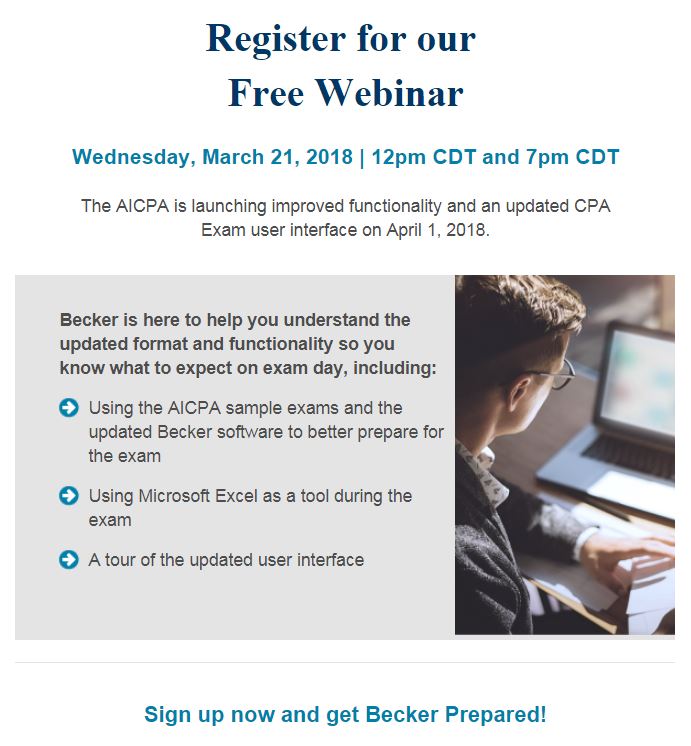 Register for our
Free Webinar
Wednesday, March 21, 2018 | 12pm CDT and 7pm CDT
The AICPA is launching improved functionality and an updated CPA
Exam user interface on April 1, 2018.
Becker is here to help you understand the
updated format and functionality so you
know what to expect on exam day, including:
Using the AICPA sample exams and the
updated Becker software to better prepare for
the exam
Using Microsoft Excel as a tool during the
exam
A tour of the updated user interface
Sign up now and get Becker Prepared!